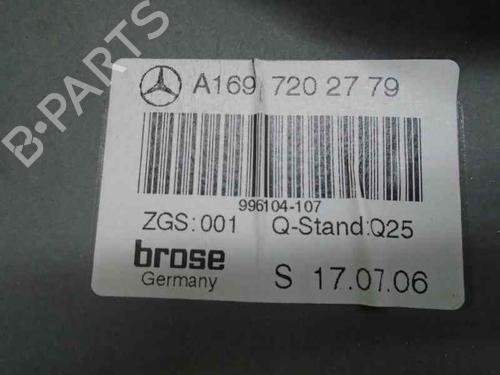 A169 720 27 79
996104-107
ZGS:001 Q-Stand:Q25
brose
Germany S 17.07.06
B-PARTS